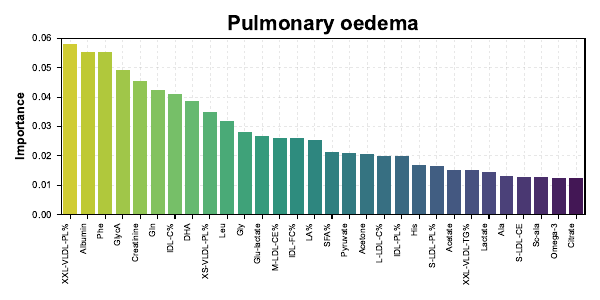 Pulmonary oedema
Importance
0.06
0.05
0.04
0.03
0.02
0.01
0.00
XXL-VLDL-PL%
Albumin
Phe
GlycA
Creatinine
Gln
IDL-C%
DHA
XS-VLDL-PL%
Leu
Gly
Glu-lactate
M-LDL-CE%
IDL-FC%
LA%
SFA%
Pyruvate
Acetone
L-LDL-C%
IDL-PL%
His
S-LDL-PL%
Acetate
XXL-VLDL-TG%
Lactate
Ala
S-LDL-CE
Sc-ala
Omega-3
Citrate